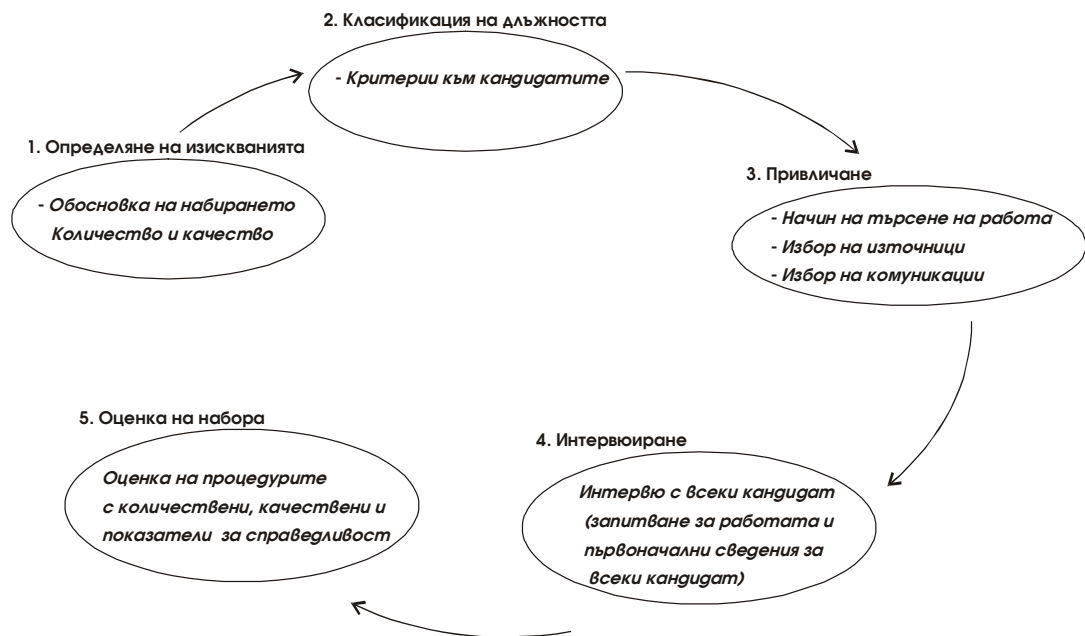 1. Определяне на изискванията
- Обосновка на набирането
Количество и качество
2. Класификация на длъжността
- Критерии към кандидатите
3. Привличане
- Начин на търсене на работа
- Избор на източници
- Избор на комуникации
4. Интервюиране
Интервю с всеки кандидат
(запитване за работата и
първоначални сведения за
всеки кандидат)
5. Оценка на набора
Оценка на процедурите
с количествени, качествени и
показатели за справедливост